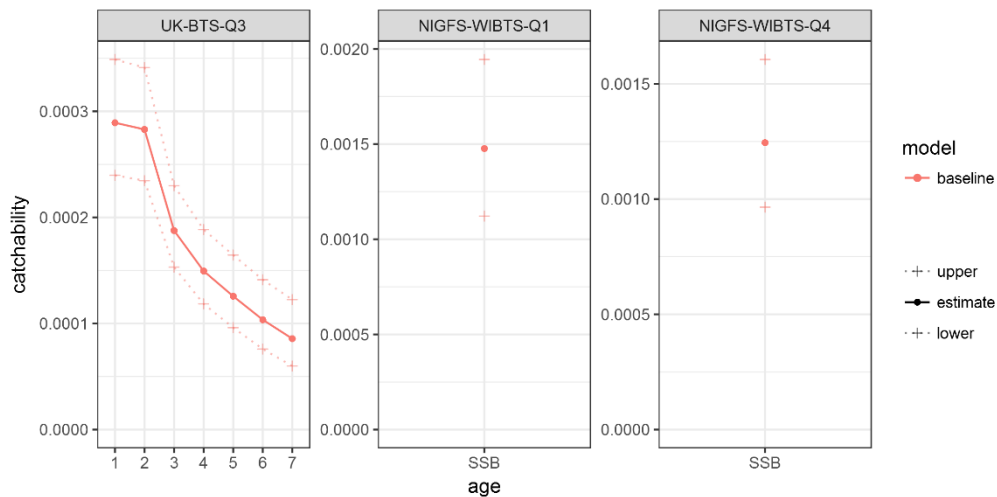 UK-BTS-Q3
NIGFS-WIBTS-Q1
NIGFS-WIBTS-Q4
catchability
0.0003
0.0002
0.0001
0.0000
0.0020
0.0015
0.0010
0.0005
0.0000
0.0015
0.0010
0.0005
0.0000
1 2 3 4 5 6 7
SSB
SSB
age
model
baseline
upper
estimate
lower